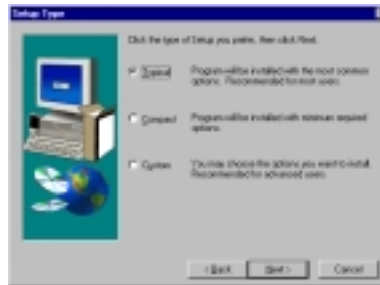 Setup Type
Click the type of Setup you prefer, then click Next.
Typical
Program will be installed with the most common
options. Recommended for most users.
Compact
Program will be installed with minimum required
options.
Custom
You may choose the options you want to install.
Recommended for advanced users.
< Back
Next >
Cancel